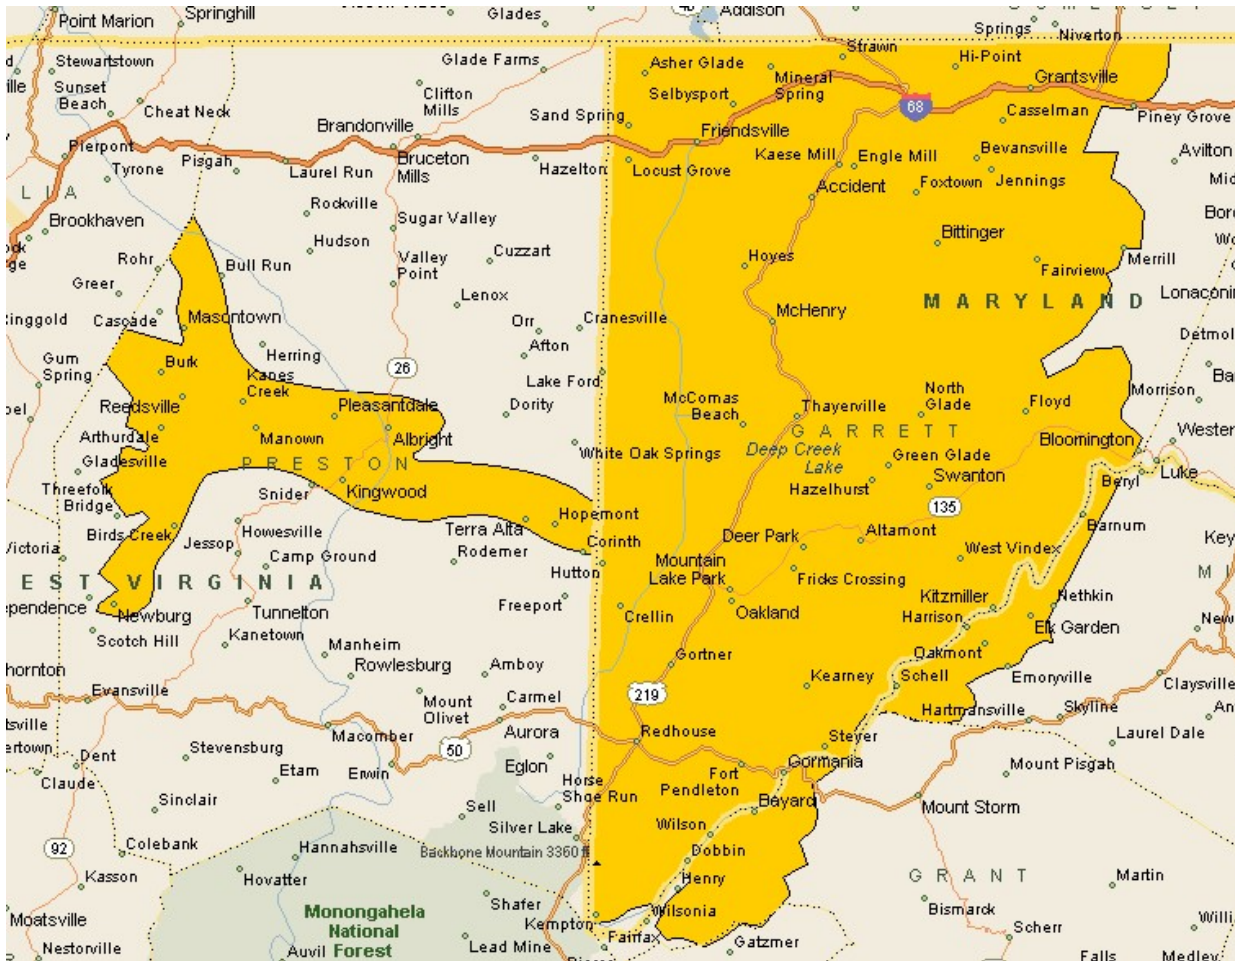 Point Marion
Springhill
Glades
40
Addison
SOMERSET
Springs
Niverton
Stewartstown
Glade Farms
Asher Glade
Strawn
Hi-Point
Sunset
Beach
Cheat Neck
Clifton
Mills
Selbysport
Mineral
Spring
Grantsville
Sand Spring
68
Casselman
Piney Grove
Brandonville
Friendsville
Pierpont
Pisgah
Laurel Run
Bruceton
Mills
Hazelton
Locust Grove
Kaese Mill
Engle Mill
Bevansville
Avilton
Tyrone
Accident
Foxtown
Jennings
LIA
Rockville
Brookhaven
Sugar Valley
Bittinger
Hudson
Cuzzart
Valley
Point
Rohr
Bull Run
Hoyes
Fairview
Merrill
Greer
Lenox
MARYLAND
Cascade
Masontown
Orr
Cranesville
McHenry
Afton
Gum
Spring
Burk
Herring
26
Lake Ford
Kanes
Creek
Reedsville
Pleasantdale
Dority
McComas
Beach
Thayerville
North
Glade
Floyd
Morrison
Arthurdale
Manown
Albright
White Oak Springs
GARRETT
Bloomington
Gladesville
PRESTON
Deep Creek
Lake
Green Glade
Luke
Threefork
Bridge
Snider
Kingwood
Hazelhurst
Swanton
Beryl
135
Birds Creek
Howesville
Terra Alta
Hopemont
Barnum
Jessop
Camp Ground
Rodemer
Corinth
Deer Park
Altamont
West Vindex
EST VIRGINIA
Hutton
Mountain
Lake Park
Fricks Crossing
Newburg
Tunnelton
Freeport
Crellin
Oakland
Kitzmiller
Nethkin
Harrison
Elk Garden
Scotch Hill
Kanetown
Manheim
Rowlesburg
Amboy
Gortner
Oakmont
Kearney
Schell
Emoryville
Evansville
Mount
Olivet
Carmel
219
Hartmansville
Skyline
Claysville
Macomber
Aurora
Redhouse
Steyer
Laurel Dale
Dent
Stevensburg
50
Claude
Etam
Erwin
Eglon
Fort
Pendleton
Gormania
Mount Pisgah
Sinclair
Sell
Horse
Shoe Run
Bayard
Mount Storm
Colebank
Silver Lake
Wilson
92
Hannahsville
Backbone Mountain 3360 ft
Dobbin
Kasson
Hovatter
Henry
GRANT
Martin
Moatsville
Monongahela
National
Forest
Shafer
Kempton
Wilsonia
Bismarck
Nestorville
Auvil
Lead Mine
Fairfax
Gatzmer
Scherr
Falls
Medley